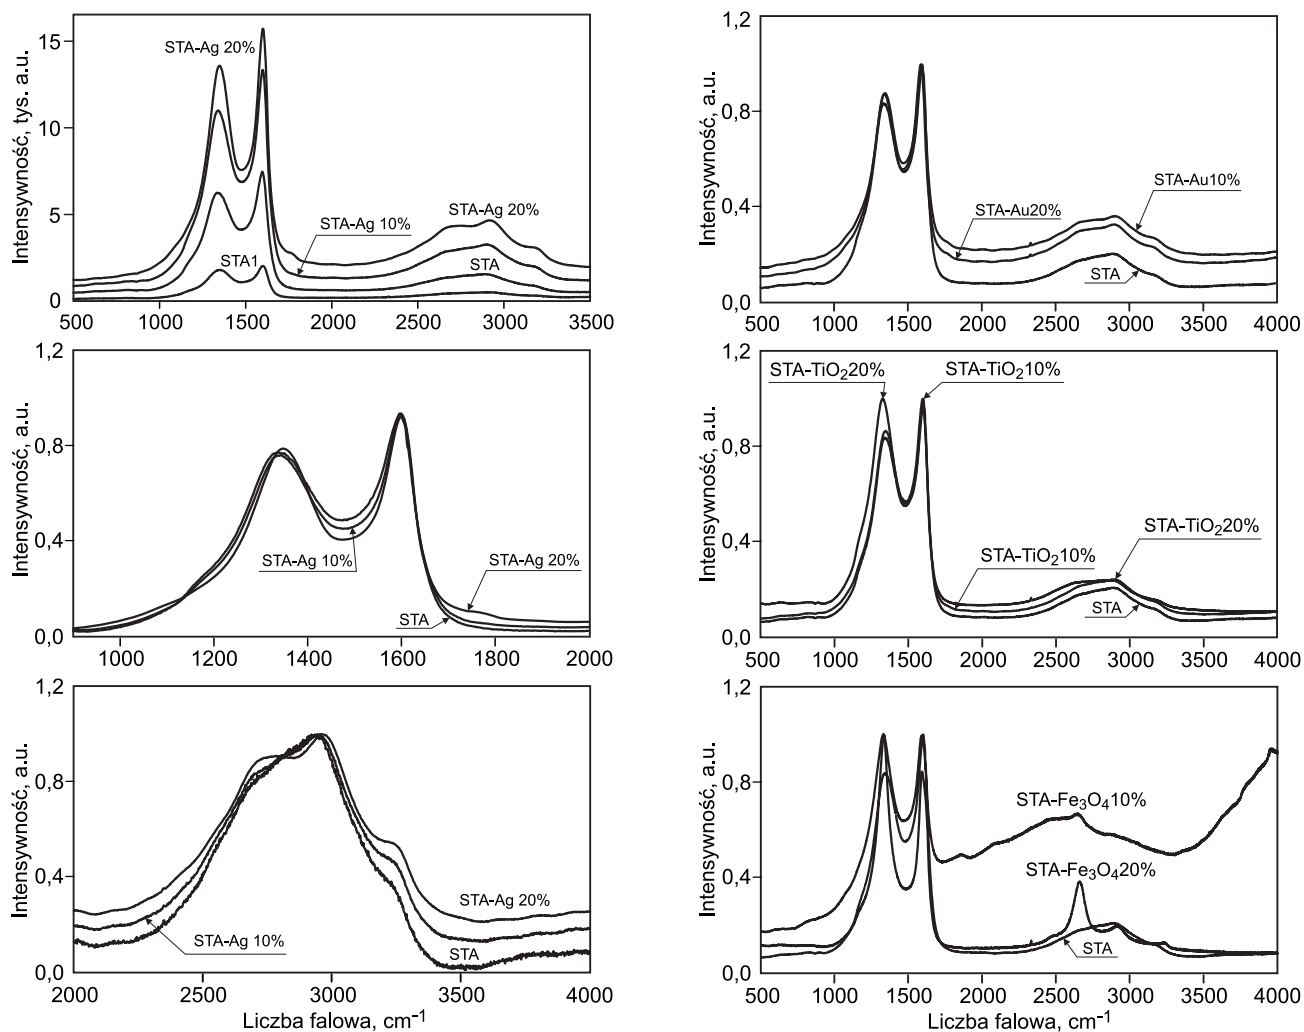 Intensywność, tys. a.u.
15
10
5
0
STA-Ag 20%
STA-Ag 10%
STA-Ag 20%
STA1
STA
500 1000 1500 2000 2500 3000 3500
Intensywność, a.u.
1,2
0,8
0,4
0,0
STA-Au10%
STA-Au20%
STA
500 1000 1500 2000 2500 3000 3500 4000
Intensywność, a.u.
1,2
0,8
0,4
0,0
STA-Ag 10%
STA-Ag 20%
STA
1000 1200 1400 1600 1800 2000
Intensywność, a.u.
1,2
0,8
0,4
0,0
STA-TiO₂20% STA-TiO₂10%
STA-TiO₂20%
STA-TiO₂10%
STA
500 1000 1500 2000 2500 3000 3500 4000
Intensywność, a.u.
1,2
0,8
0,4
0,0
STA-Ag 20%
STA-Ag 10%
STA
2000 2500 3000 3500 4000
Liczba falowa, cm⁻¹
Intensywność, a.u.
1,2
0,8
0,4
0,0
STA-Fe₃O₄10%
STA-Fe₃O₄20%
STA
500 1000 1500 2000 2500 3000 3500 4000
Liczba falowa, cm⁻¹